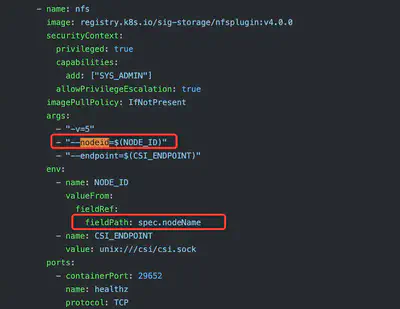 - name: nfs
image: registry.k8s.io/sig-storage/nfsplugin:v4.0.0
securityContext:
privileged: true
capabilities:
add: ["SYS_ADMIN"]
allowPrivilegeEscalation: true
imagePullPolicy: IfNotPresent
args:
- "-v=5"
- "--nodeid=$(NODE_ID)"
- "--endpoint=$(CSI_ENDPOINT)"
env:
- name: NODE_ID
valueFrom:
fieldRef:
fieldPath: spec.nodeName
- name: CSI_ENDPOINT
value: unix:///csi/csi.sock
ports:
- containerPort: 29652
name: healthz
protocol: TCP